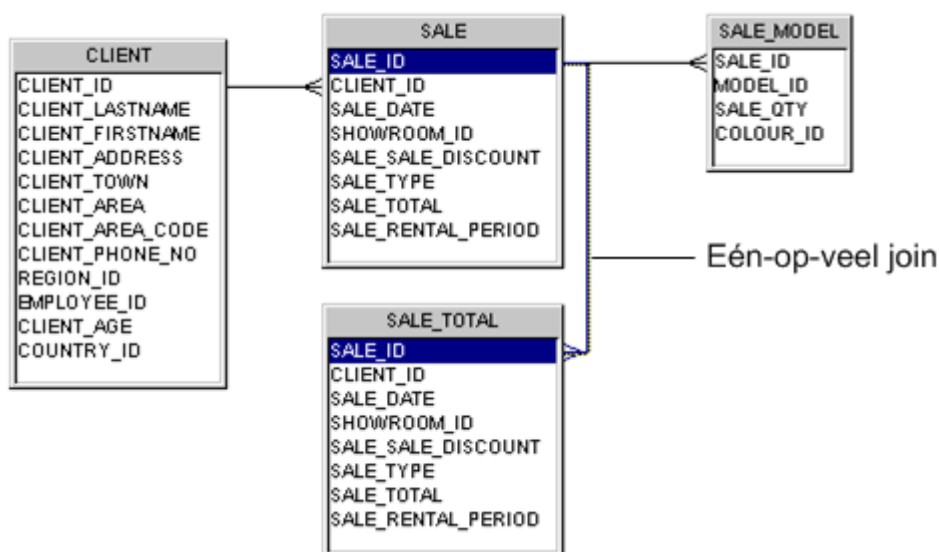 CLIENT
CLIENT_ID
CLIENT_LASTNAME
CLIENT_FIRSTNAME
CLIENT_ADDRESS
CLIENT_TOWN
CLIENT_AREA
CLIENT_AREA_CODE
CLIENT_PHONE_NO
REGION_ID
EMPLOYEE_ID
CLIENT_AGE
COUNTRY_ID
SALE
SALE_ID
CLIENT_ID
SALE_DATE
SHOWROOM_ID
SALE_SALE_DISCOUNT
SALE_TYPE
SALE_TOTAL
SALE_RENTAL_PERIOD
SALE_MODEL
SALE_ID
MODEL_ID
SALE_QTY
COLOUR_ID
Eén-op-veel join
SALE_TOTAL
SALE_ID
CLIENT_ID
SALE_DATE
SHOWROOM_ID
SALE_SALE_DISCOUNT
SALE_TYPE
SALE_TOTAL
SALE_RENTAL_PERIOD